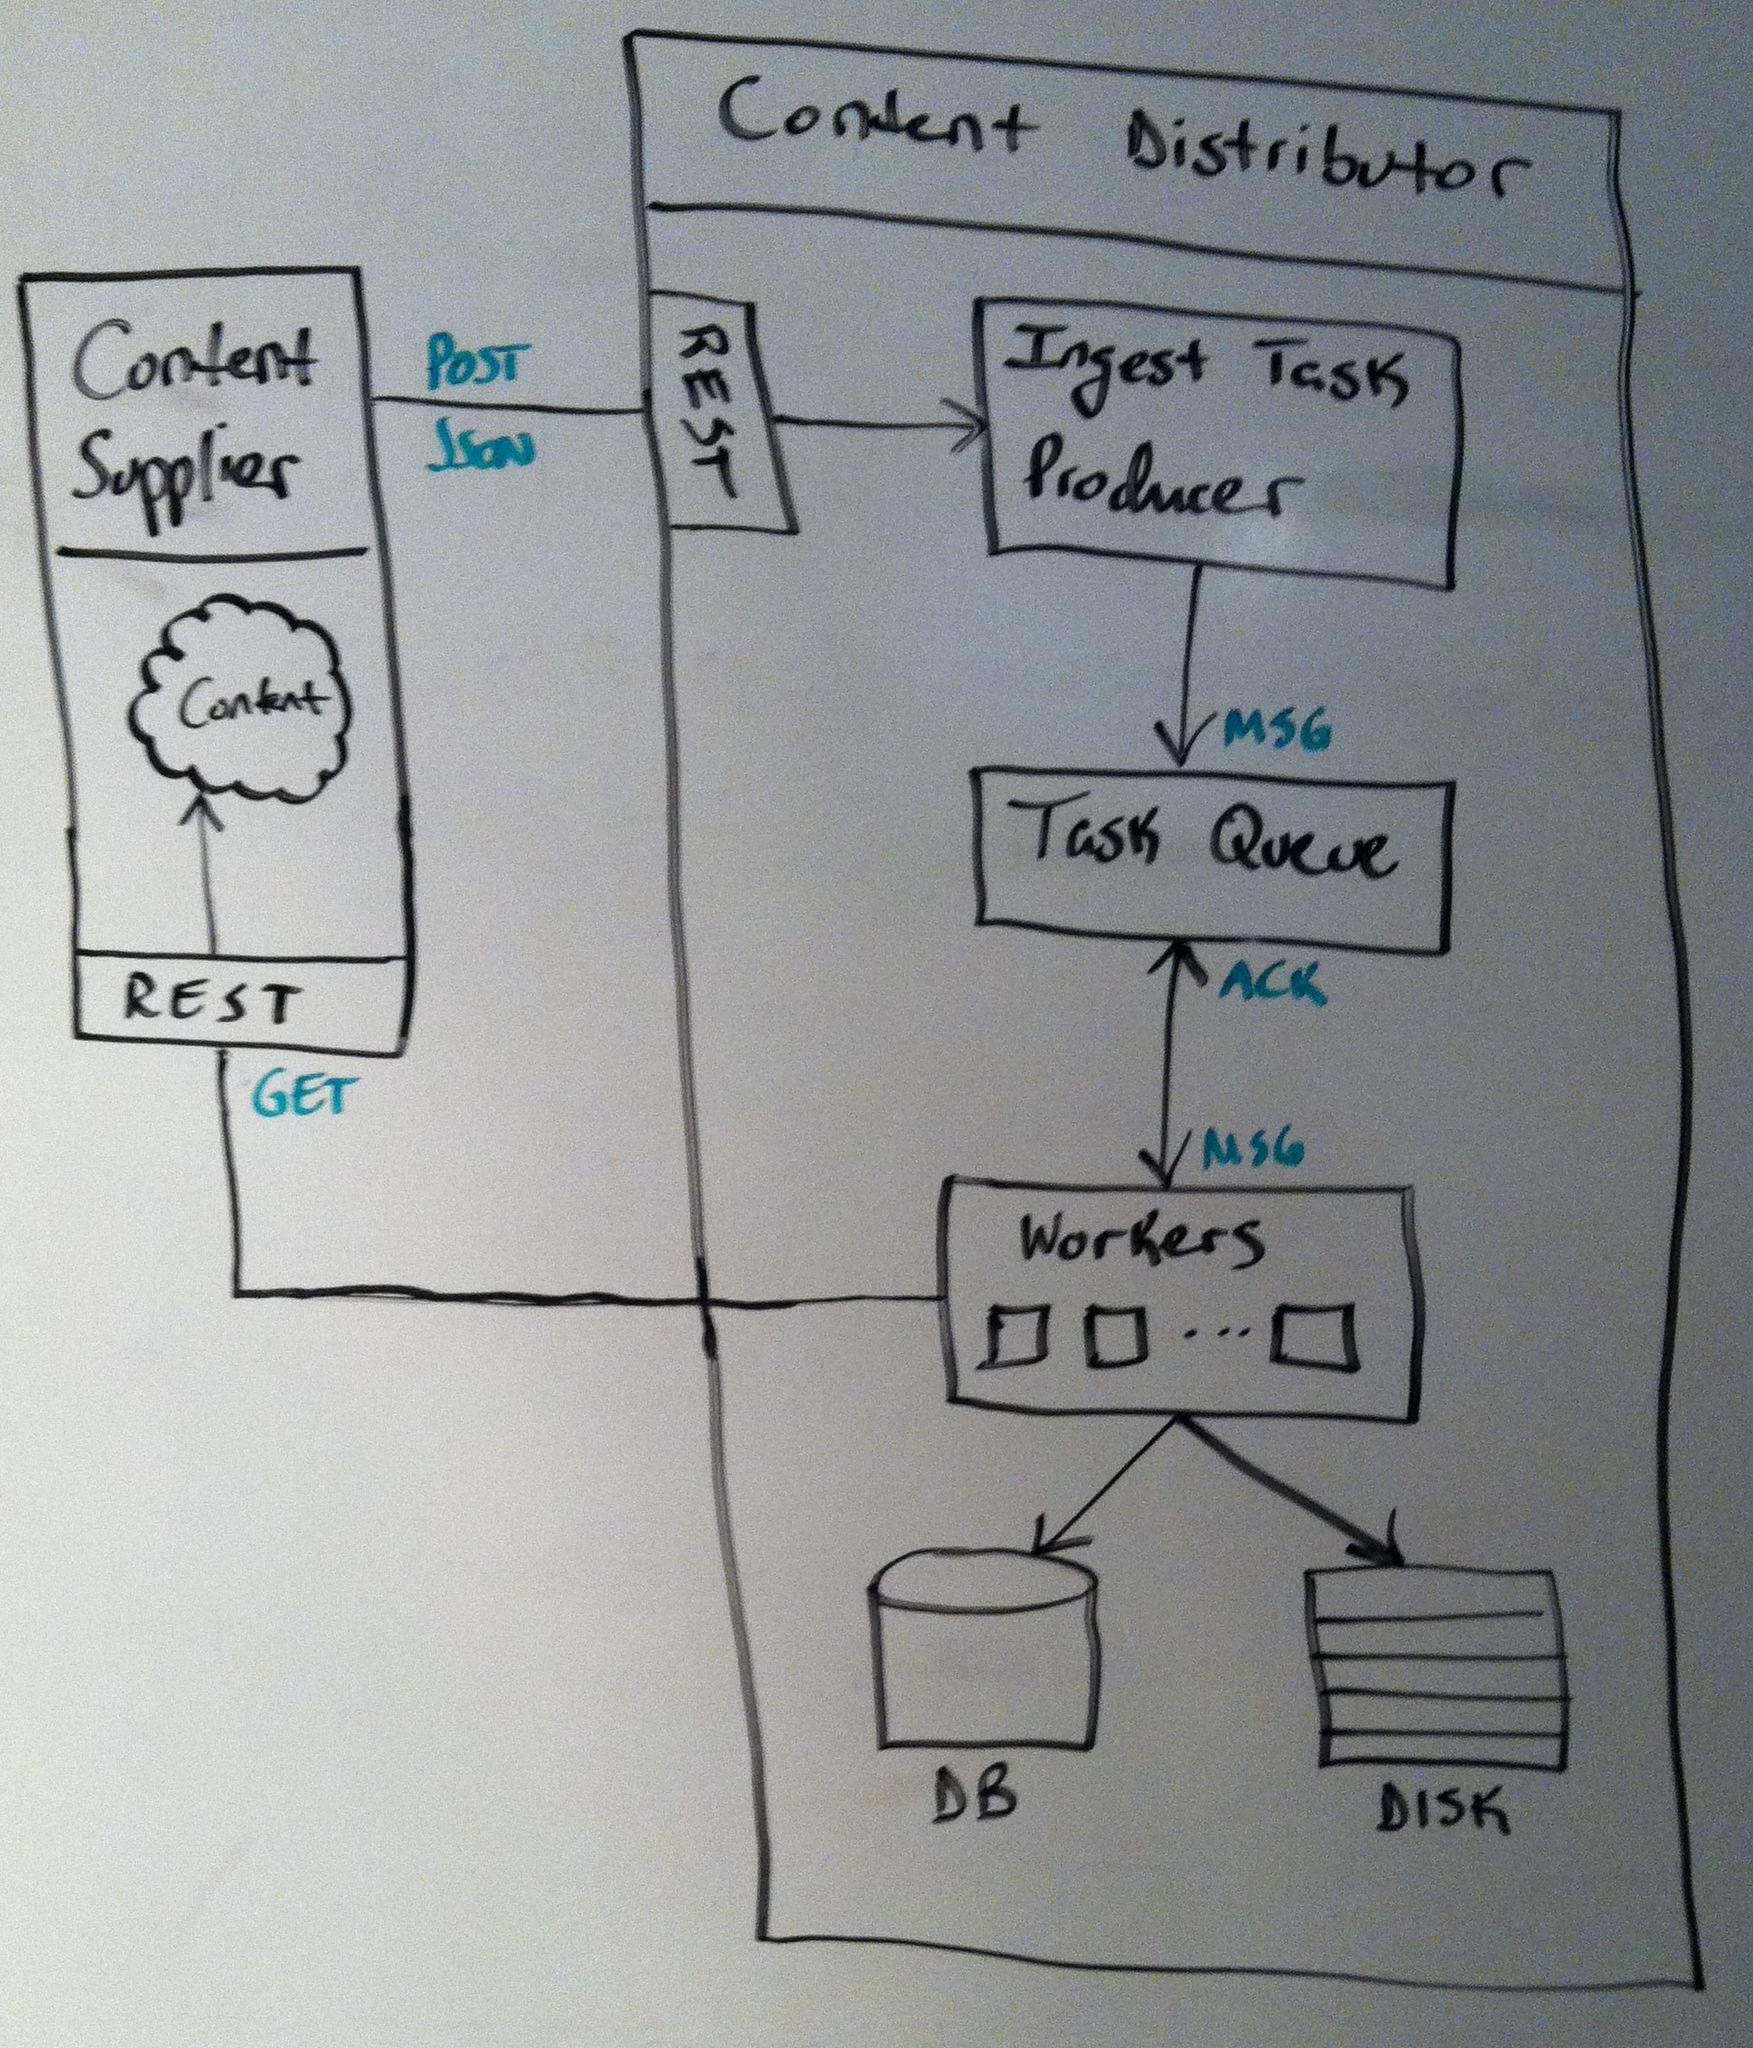 Content Distributor
Content
Supplier
POST
JSON
REST
Ingest Task
Producer
Content
MSG
Task Queue
REST
ACK
GET
MSG
Workers
...
DB
DISK